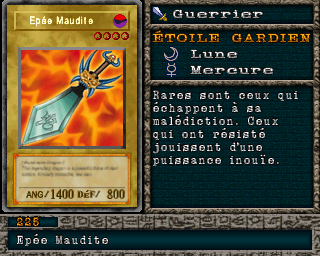 Epée Maudite
ANG/1400 DÉF/ 800
Guerrier
ÉTOILE GARDIEN
Lune
Mercure
Rares sont ceux qui
échappent à sa
malédiction. Ceux
qui ont résisté
jouissent d'une
puissance inouïe.
225
Epée Maudite